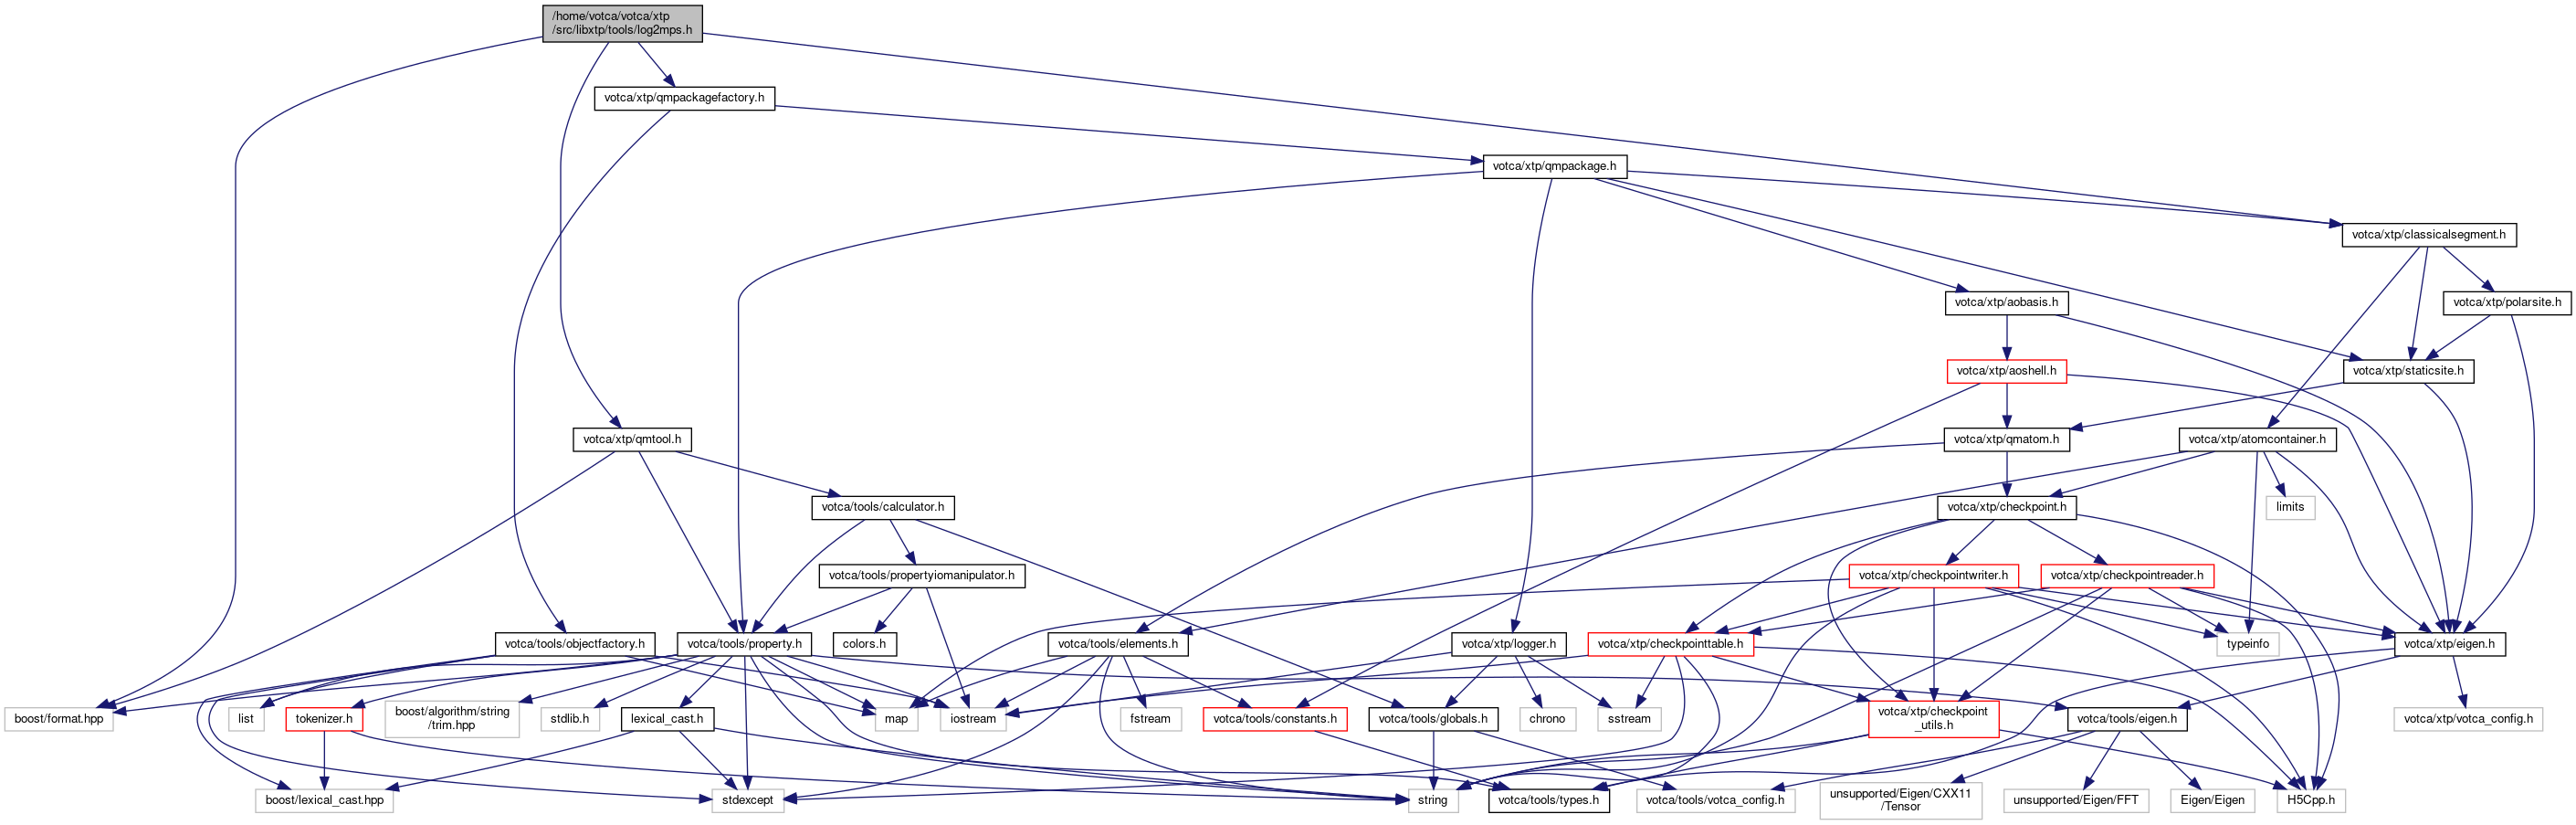 /home/votca/votca/xtp
/src/libxtp/tools/log2mps.h
votca/xtp/qmpackagefactory.h
votca/xtp/qmpackage.h
votca/xtp/classicalsegment.h
votca/xtp/aobasis.h
votca/xtp/polarsite.h
votca/xtp/aoshell.h
votca/xtp/staticsite.h
votca/xtp/qmtool.h
votca/xtp/qmatom.h
votca/xtp/atomcontainer.h
votca/tools/calculator.h
votca/xtp/checkpoint.h
limits
votca/tools/propertyiomanipulator.h
votca/xtp/checkpointwriter.h
votca/xtp/checkpointreader.h
votca/tools/objectfactory.h
votca/tools/property.h
colors.h
votca/tools/elements.h
votca/xtp/logger.h
votca/xtp/checkpointtable.h
typeinfo
votca/xtp/eigen.h
boost/format.hpp
list
tokenizer.h
boost/algorithm/string
/trim.hpp
stdlib.h
lexical_cast.h
map
iostream
fstream
votca/tools/constants.h
votca/tools/globals.h
chrono
sstream
votca/xtp/checkpoint
_utils.h
votca/tools/eigen.h
votca/xtp/votca_config.h
boost/lexical_cast.hpp
stdexcept
string
votca/tools/types.h
votca/tools/votca_config.h
unsupported/Eigen/CXX11
/Tensor
unsupported/Eigen/FFT
Eigen/Eigen
H5Cpp.h